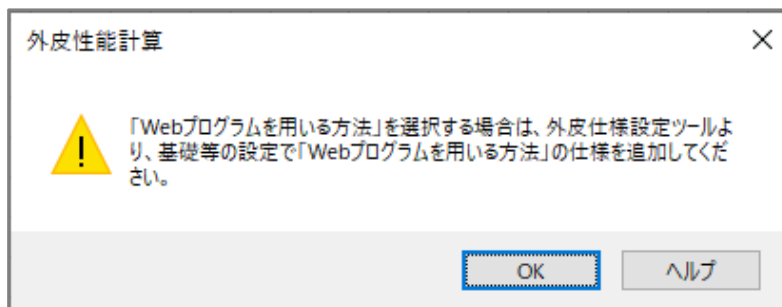 外皮性能計算
「Webプログラムを用いる方法」を選択する場合は、外皮仕様設定ツールよ
り、基礎等の設定で「Webプログラムを用いる方法」の仕様を追加してくだ
さい。
OK
ヘルプ